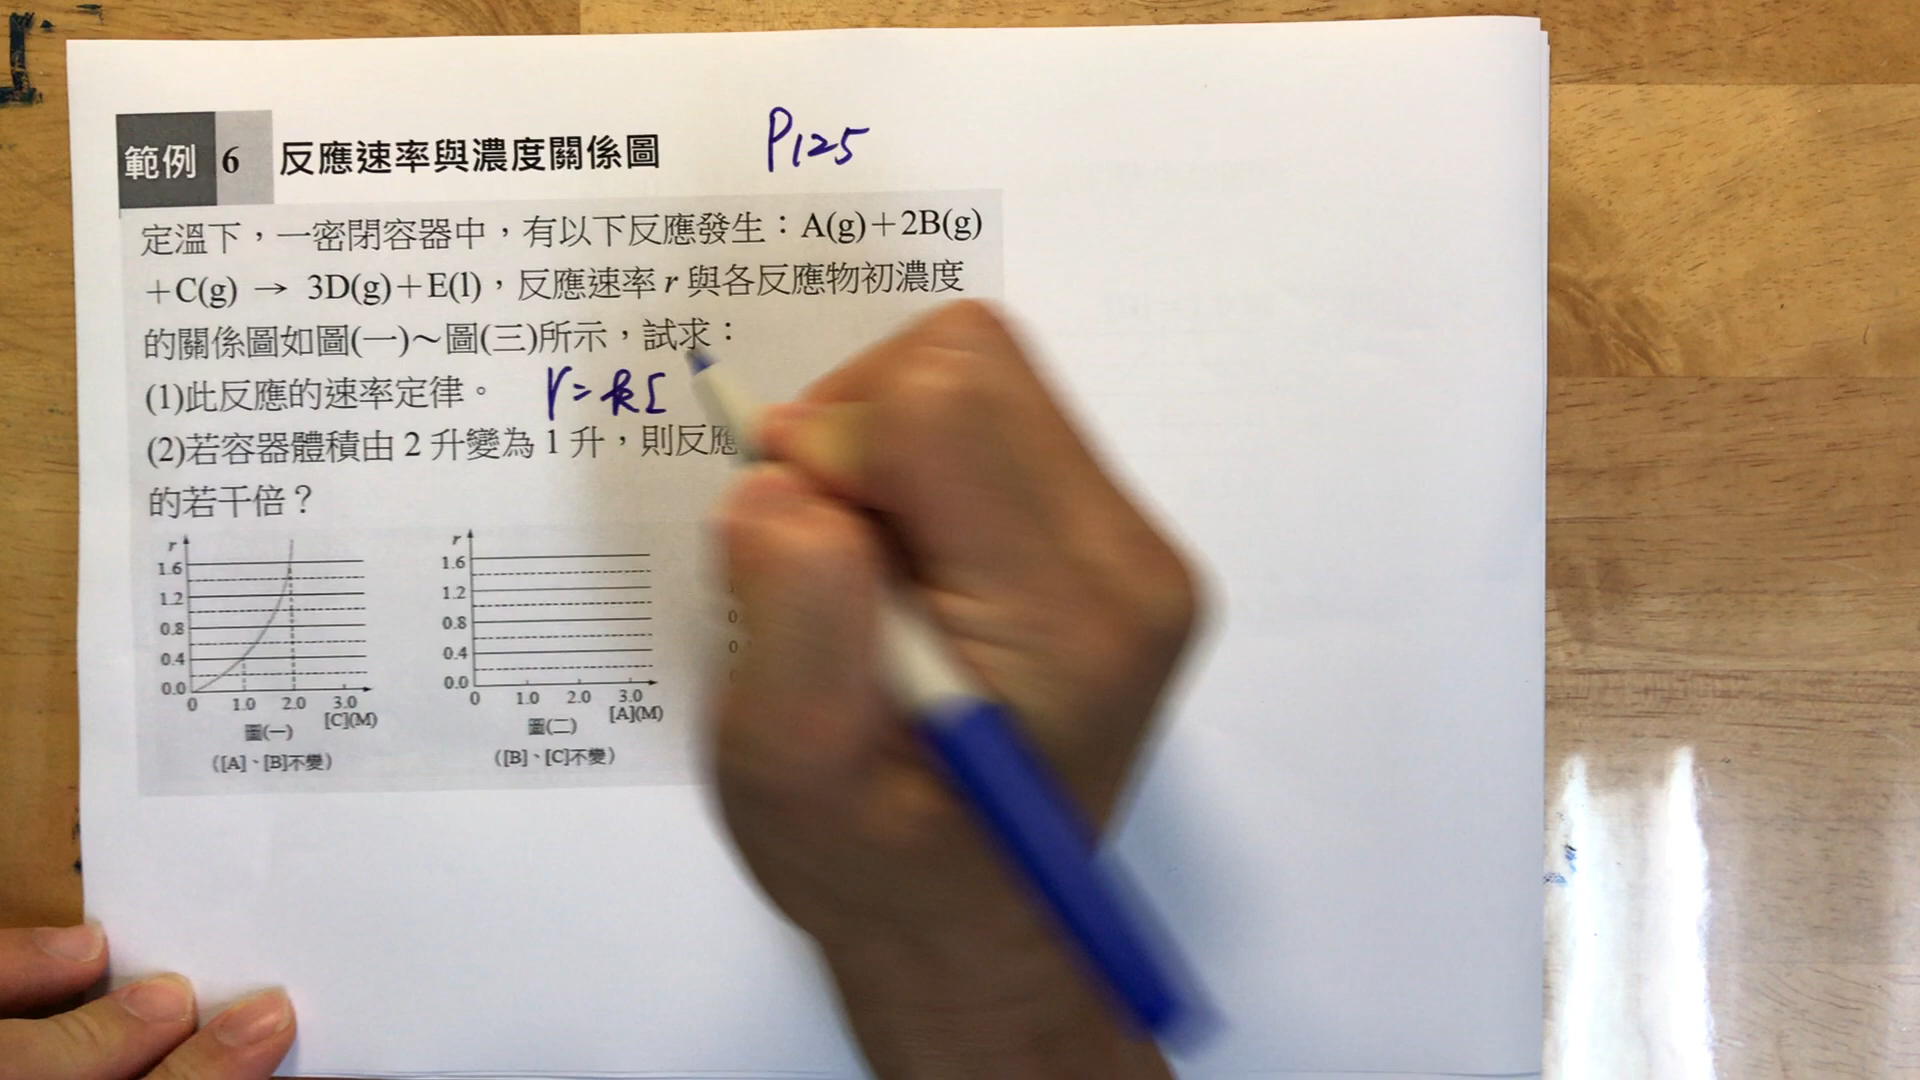 範例 6 反應速率與濃度關係圖 P125
定溫下，一密閉容器中，有以下反應發生：A(g)＋2B(g)
＋C(g) → 3D(g)＋E(l)，反應速率 r 與各反應物初濃度
的關係圖如圖(一)～圖(三)所示，試求：
(1)此反應的速率定律。 r=k[
(2)若容器體積由 2 升變為 1 升，則反應
的若干倍？
r
1.6
1.2
0.8
0.4
0.0
0 1.0 2.0 3.0
[C](M)
圖(一)
([A]、[B]不變)
r
1.6
1.2
0.8
0.4
0.0
0 1.0 2.0 3.0
[A](M)
圖(二)
([B]、[C]不變)